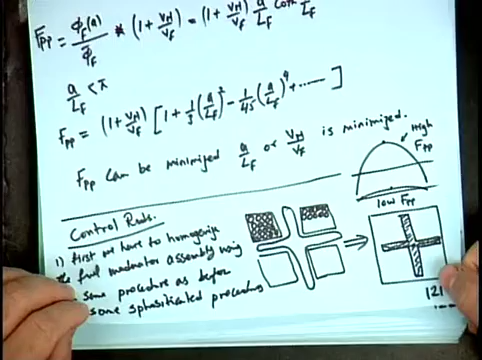 F_pp = φ_f(a) / φ̄_f * (1 + V_M/V_f) = (1 + V_M/V_f) a/L_f coth a/L_f
a/L_f < π
F_pp = (1 + V_M/V_f) [ 1 + 1/3 (a/L_f)² - 1/45 (a/L_f)⁴ + ...... ]
F_pp can be minimized a/L_f or V_M/V_f is minimized.
High
F_pp
low F_pp
Control Rods.
1) First we have to homogenize
the fuel moderator assembly using
some procedure as before
some sphosticated procedure
121